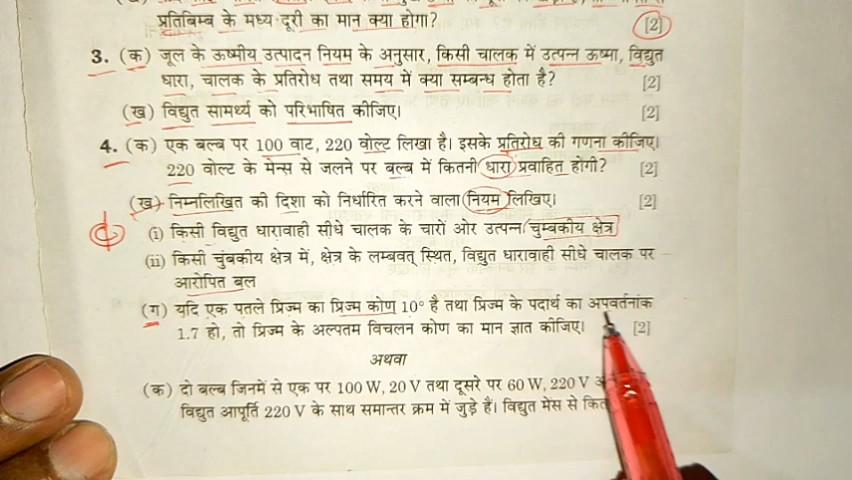 प्रतिबिम्ब के मध्य दूरी का मान क्या होगा? [2]
3. (क) जूल के ऊष्मीय उत्पादन नियम के अनुसार, किसी चालक में उत्पन्न ऊष्मा, विद्युत
धारा, चालक के प्रतिरोध तथा समय में क्या सम्बन्ध होता है? [2]
(ख) विद्युत सामर्थ्य को परिभाषित कीजिए। [2]
4. (क) एक बल्ब पर 100 वाट, 220 वोल्ट लिखा है। इसके प्रतिरोध की गणना कीजिए।
220 वोल्ट के मेन्स से जलने पर बल्ब में कितनी धारा प्रवाहित होगी? [2]
(ख) निम्नलिखित की दिशा को निर्धारित करने वाला नियम लिखिए। [2]
(i) किसी विद्युत धारावाही सीधे चालक के चारों ओर उत्पन्न चुम्बकीय क्षेत्र
(ii) किसी चुंबकीय क्षेत्र में, क्षेत्र के लम्बवत् स्थित, विद्युत धारावाही सीधे चालक पर
आरोपित बल
(ग) यदि एक पतले प्रिज्म का प्रिज्म कोण 10° है तथा प्रिज्म के पदार्थ का अपवर्तनांक
1.7 हो, तो प्रिज्म के अल्पतम विचलन कोण का मान ज्ञात कीजिए। [2]
अथवा
(क) दो बल्ब जिनमें से एक पर 100 W, 20 V तथा दूसरे पर 60 W, 220 V
विद्युत आपूर्ति 220 V के साथ समान्तर क्रम में जुड़े हैं। विद्युत मेंस से